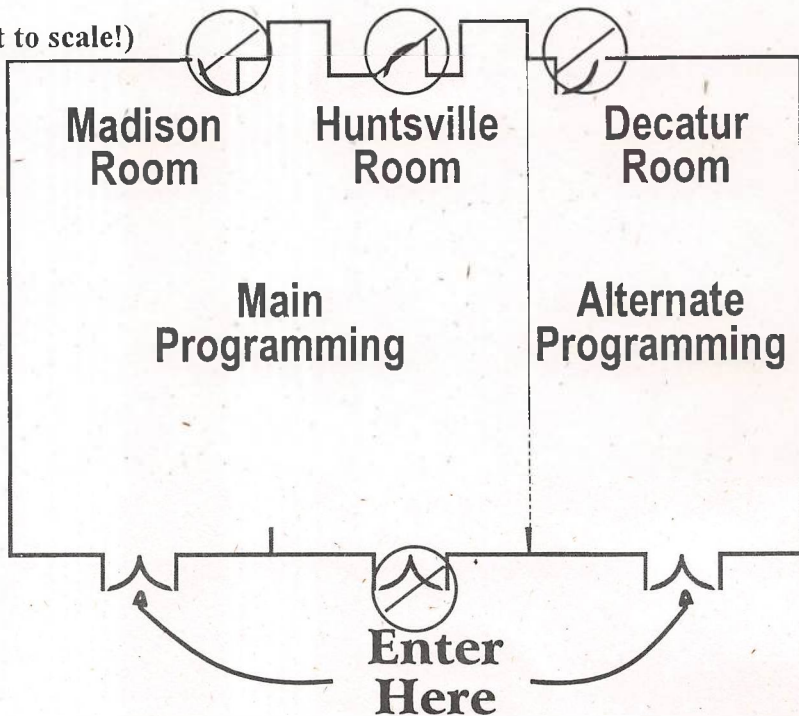 t to scale!)
Madison
Room
Huntsville
Room
Decatur
Room
Main
Programming
Alternate
Programming
Enter
Here